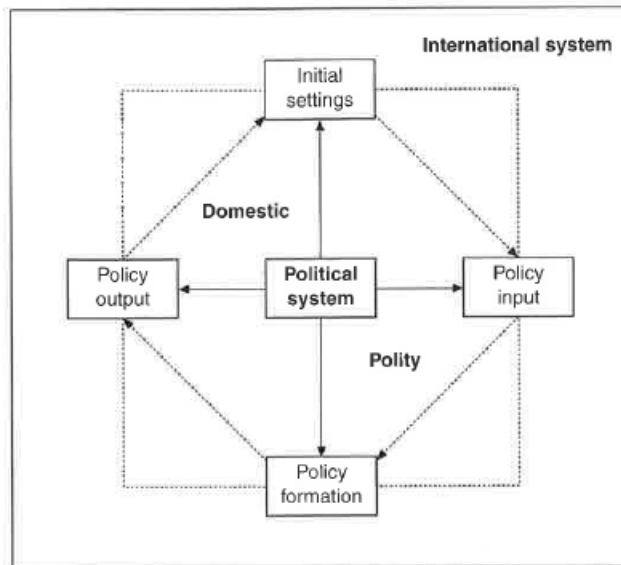 International system
Initial
settings
Domestic
Policy
output
Political
system
Policy
input
Polity
Policy
formation